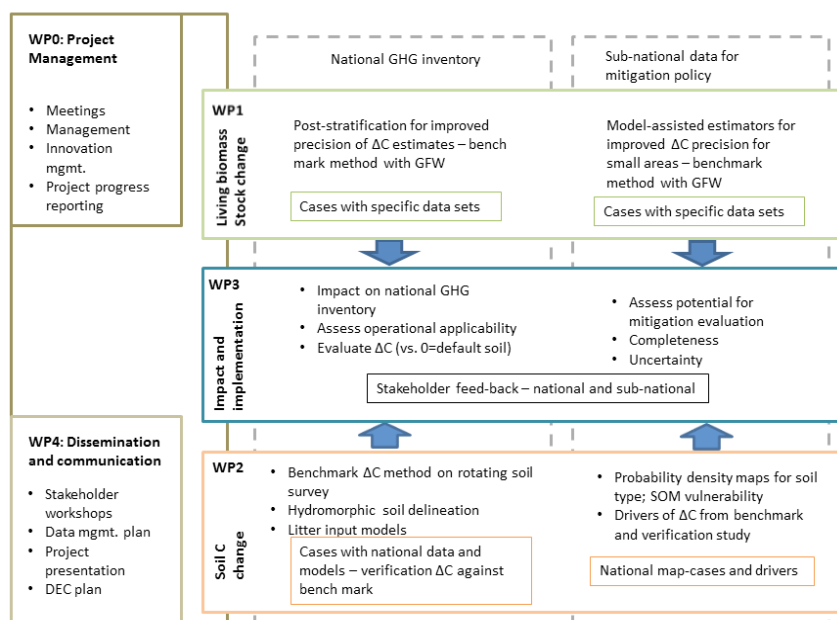 WP0: Project
Management
• Meetings
• Management
• Innovation
mgmt.
• Project progress
reporting
National GHG inventory
Sub-national data for
mitigation policy
WP1
Living biomass
Stock change
Post-stratification for improved
precision of ΔC estimates – bench
mark method with GFW
Cases with specific data sets
Model-assisted estimators for
improved ΔC precision for
small areas – benchmark
method with GFW
Cases with specific data sets
WP3
Impact and
implementation
• Impact on national GHG
inventory
• Assess operational applicability
• Evaluate ΔC (vs. 0=default soil)
• Assess potential for
mitigation evaluation
• Completeness
• Uncertainty
Stakeholder feed-back – national and sub-national
WP4: Dissemination
and communication
• Stakeholder
workshops
• Data mgmt. plan
• Project
presentation
• DEC plan
WP2
Soil C
change
• Benchmark ΔC method on rotating soil
survey
• Hydromorphic soil delineation
• Litter input models
Cases with national data and
models – verification ΔC against
bench mark
• Probability density maps for soil
type; SOM vulnerability
• Drivers of ΔC from benchmark
and verification study
National map-cases and drivers